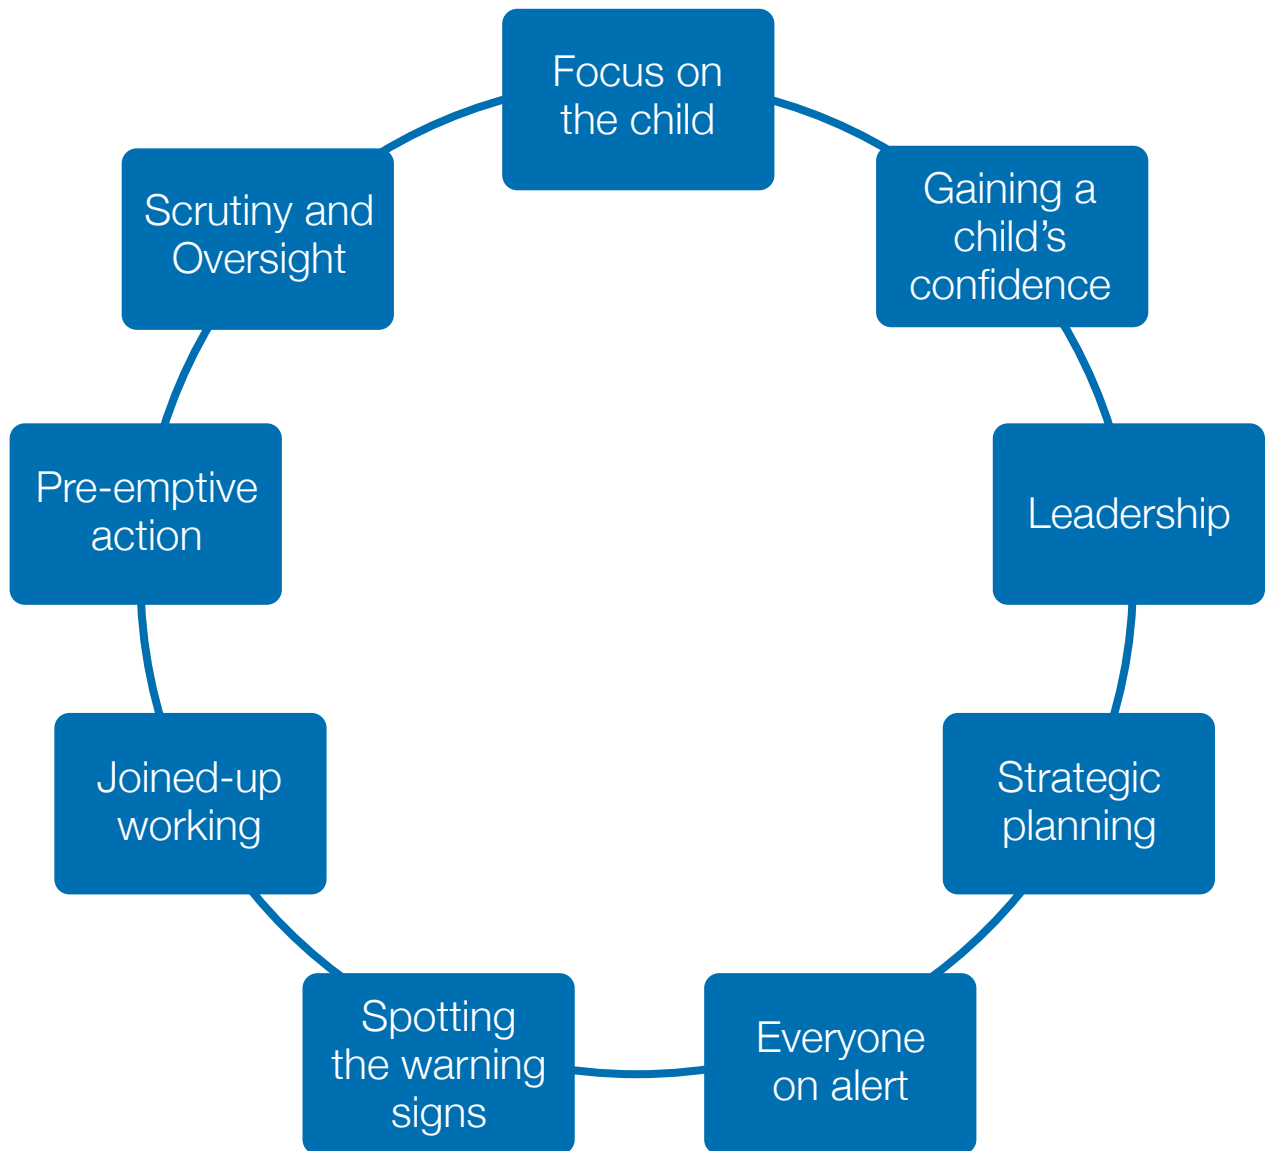 Focus on
the child
Gaining a
child’s
confidence
Leadership
Strategic
planning
Everyone
on alert
Spotting
the warning
signs
Joined-up
working
Pre-emptive
action
Scrutiny and
Oversight